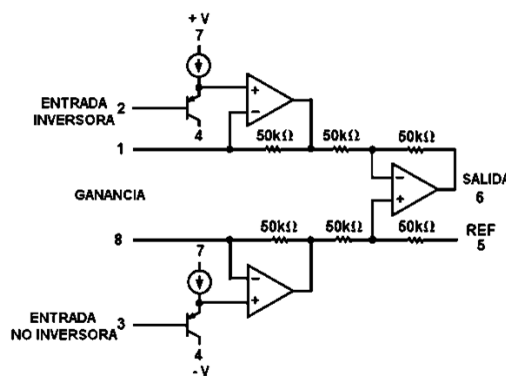 + V
7
+
−
ENTRADA
INVERSORA
2
4
1
50kΩ
50kΩ
50kΩ
−
+
SALIDA
6
GANANCIA
50kΩ
50kΩ
50kΩ
REF
5
8
7
−
+
ENTRADA
NO INVERSORA
3
4
- V